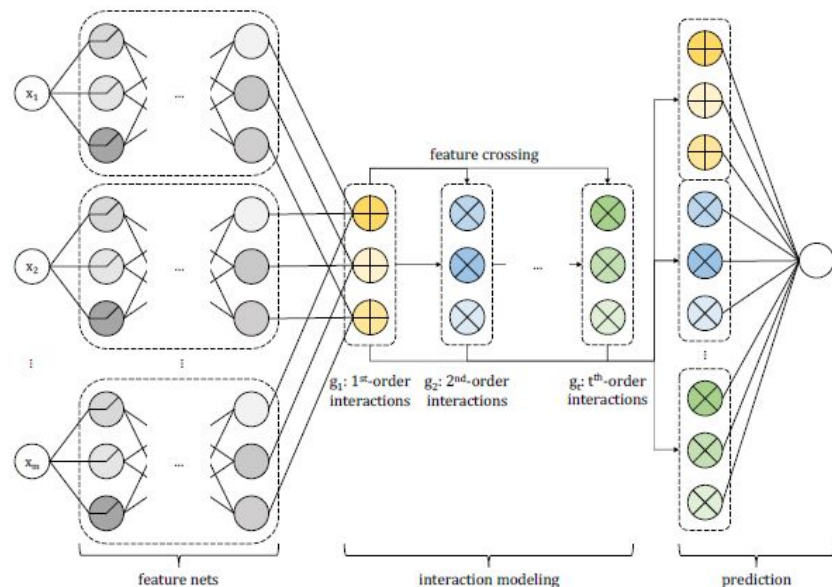 x1
...
x2
...
⋮
⋮
xm
...
feature crossing
...
g1: 1st-order
interactions
g2: 2nd-order
interactions
gt: tth-order
interactions
⋮
feature nets
interaction modeling
prediction